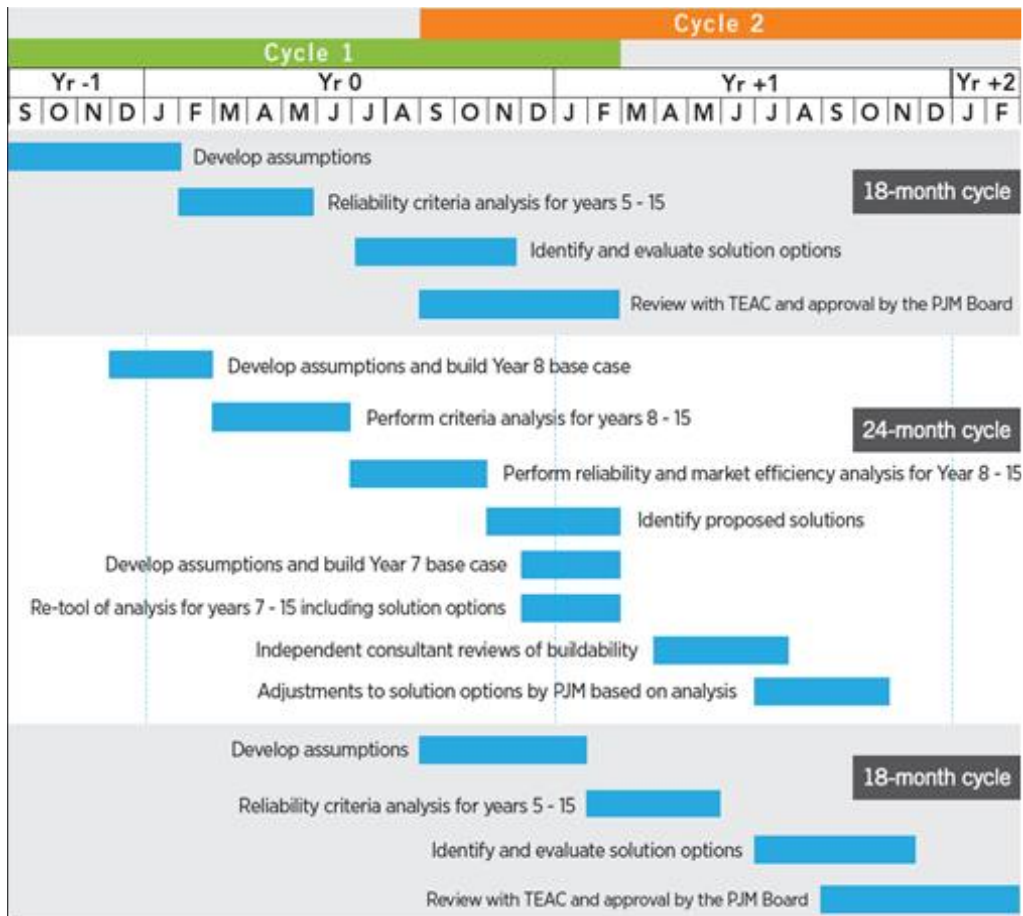 Cycle 2
Cycle 1
Yr -1 Yr 0 Yr +1 Yr +2
S O N D J F M A M J J A S O N D J F M A M J J A S O N D J F
Develop assumptions
18-month cycle
Reliability criteria analysis for years 5 - 15
Identify and evaluate solution options
Review with TEAC and approval by the PJM Board
Develop assumptions and build Year 8 base case
Perform criteria analysis for years 8 - 15
24-month cycle
Perform reliability and market efficiency analysis for Year 8 - 15
Identify proposed solutions
Develop assumptions and build Year 7 base case
Re-tool of analysis for years 7 - 15 including solution options
Independent consultant reviews of buildability
Adjustments to solution options by PJM based on analysis
Develop assumptions
18-month cycle
Reliability criteria analysis for years 5 - 15
Identify and evaluate solution options
Review with TEAC and approval by the PJM Board